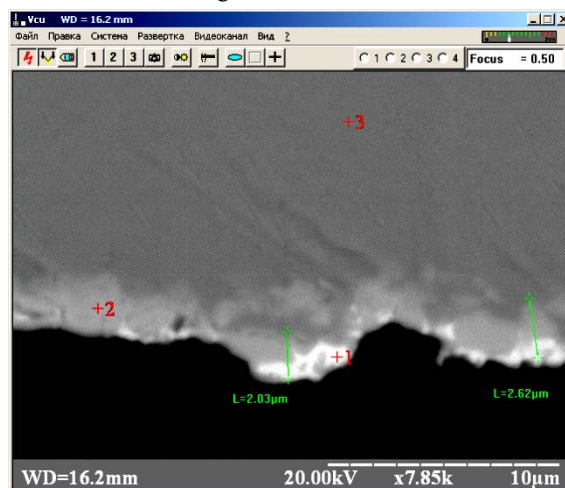 Vcu WD = 16.2 mm
Файл Правка Система Развертка Видеоканал Вид ?
1 2 3 1 2 3 4 Focus = 0.50
+3
+2
+1
L=2.03µm
L=2.62µm
WD=16.2mm 20.00kV x7.85k 10µm